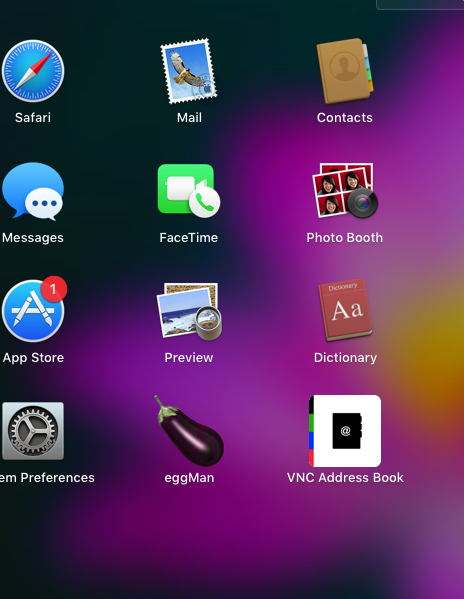 Safari
Mail
Contacts
Messages
FaceTime
Photo Booth
1
App Store
Preview
Dictionary
Aa
Dictionary
em Preferences
eggMan
@
VNC Address Book